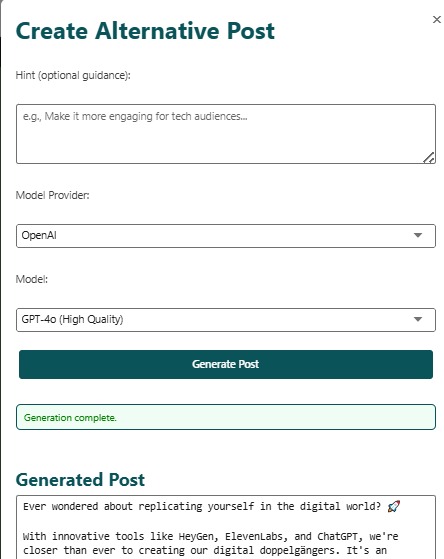 ×
Create Alternative Post
Hint (optional guidance):
e.g., Make it more engaging for tech audiences...
Model Provider:
OpenAI
Model:
GPT-4o (High Quality)
Generate Post
Generation complete.
Generated Post
Ever wondered about replicating yourself in the digital world? 🚀
With innovative tools like HeyGen, ElevenLabs, and ChatGPT, we're
closer than ever to creating our digital doppelgängers. It's an